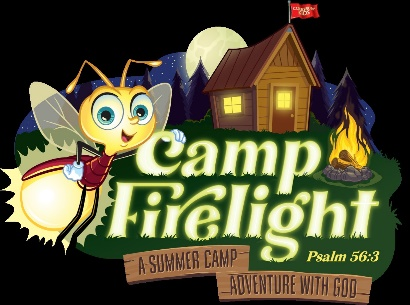 Camp
Firelight
Psalm 56:3
A SUMMER CAMP
ADVENTURE WITH GOD